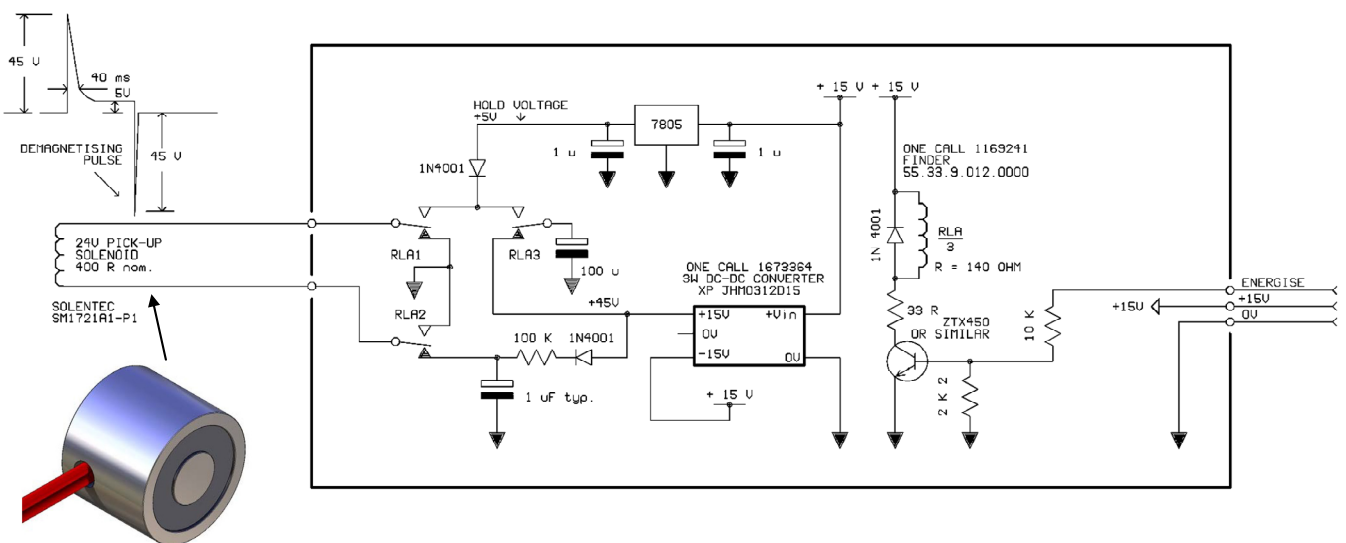 45 V
40 ms
5V
DEMAGNETISING
PULSE
45 V
24V PICK-UP
SOLENOID
400 R nom.
SOLENTEC
SM1721A1-P1
HOLD VOLTAGE
+5V
1N4001
7805
1 u
1 u
+ 15 V
+ 15 V
RLA1
RLA3
100 u
RLA2
+45V
100 K
1N4001
1 uF typ.
ONE CALL 1673364
3W DC-DC CONVERTER
XP JHM0312D15
+15V
+Vin
0V
-15V
0V
+ 15 V
ONE CALL 1169241
FINDER
55.33.9.012.0000
1N 4001
RLA
3
R = 140 OHM
33 R
ZTX450
OR SIMILAR
10 K
2 K 2
ENERGISE
+15V
+15V
0V